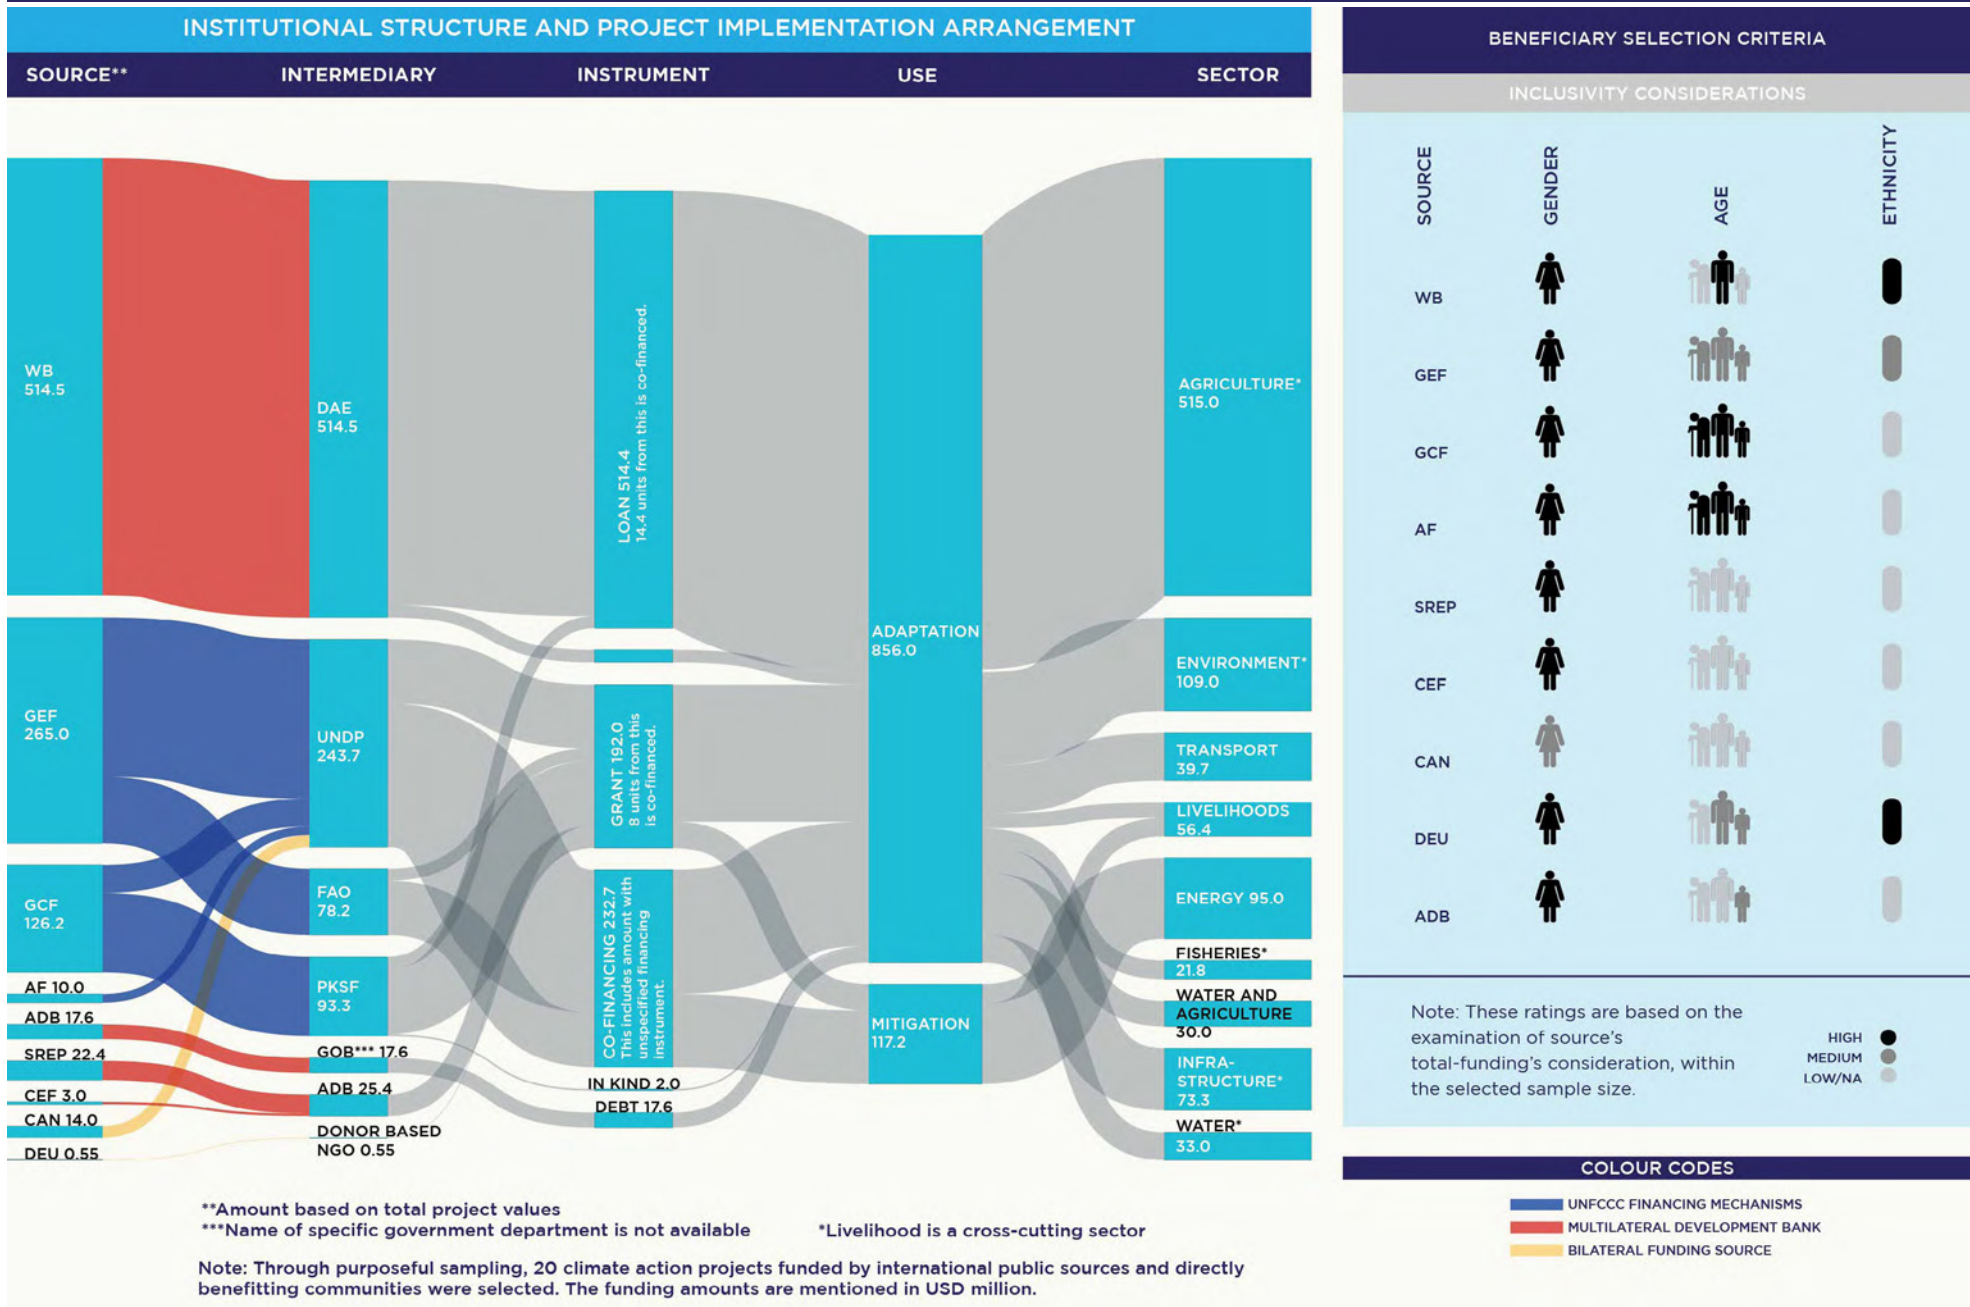 INSTITUTIONAL STRUCTURE AND PROJECT IMPLEMENTATION ARRANGEMENT
SOURCE**
INTERMEDIARY
INSTRUMENT
USE
SECTOR
WB
514.5
GEF
265.0
GCF
126.2
AF 10.0
ADB 17.6
SREP 22.4
CEF 3.0
CAN 14.0
DEU 0.55
DAE
514.5
UNDP
243.7
FAO
78.2
PKSF
93.3
GOB*** 17.6
ADB 25.4
DONOR BASED
NGO 0.55
LOAN 514.4
14.4 units from this is co-financed.
GRANT 192.0
8 units from this
is co-financed.
CO-FINANCING 232.7
This includes amount with
unspecified financing
instrument.
IN KIND 2.0
DEBT 17.6
ADAPTATION
856.0
MITIGATION
117.2
AGRICULTURE*
515.0
ENVIRONMENT*
109.0
TRANSPORT
39.7
LIVELIHOODS
56.4
ENERGY 95.0
FISHERIES*
21.8
WATER AND
AGRICULTURE
30.0
INFRA-
STRUCTURE*
73.3
WATER*
33.0
**Amount based on total project values
***Name of specific government department is not available
*Livelihood is a cross-cutting sector
Note: Through purposeful sampling, 20 climate action projects funded by international public sources and directly
benefitting communities were selected. The funding amounts are mentioned in USD million.
BENEFICIARY SELECTION CRITERIA
INCLUSIVITY CONSIDERATIONS
SOURCE
GENDER
AGE
ETHNICITY
WB
GEF
GCF
AF
SREP
CEF
CAN
DEU
ADB
Note: These ratings are based on the
examination of source's
total-funding's consideration, within
the selected sample size.
HIGH
MEDIUM
LOW/NA
COLOUR CODES
UNFCCC FINANCING MECHANISMS
MULTILATERAL DEVELOPMENT BANK
BILATERAL FUNDING SOURCE